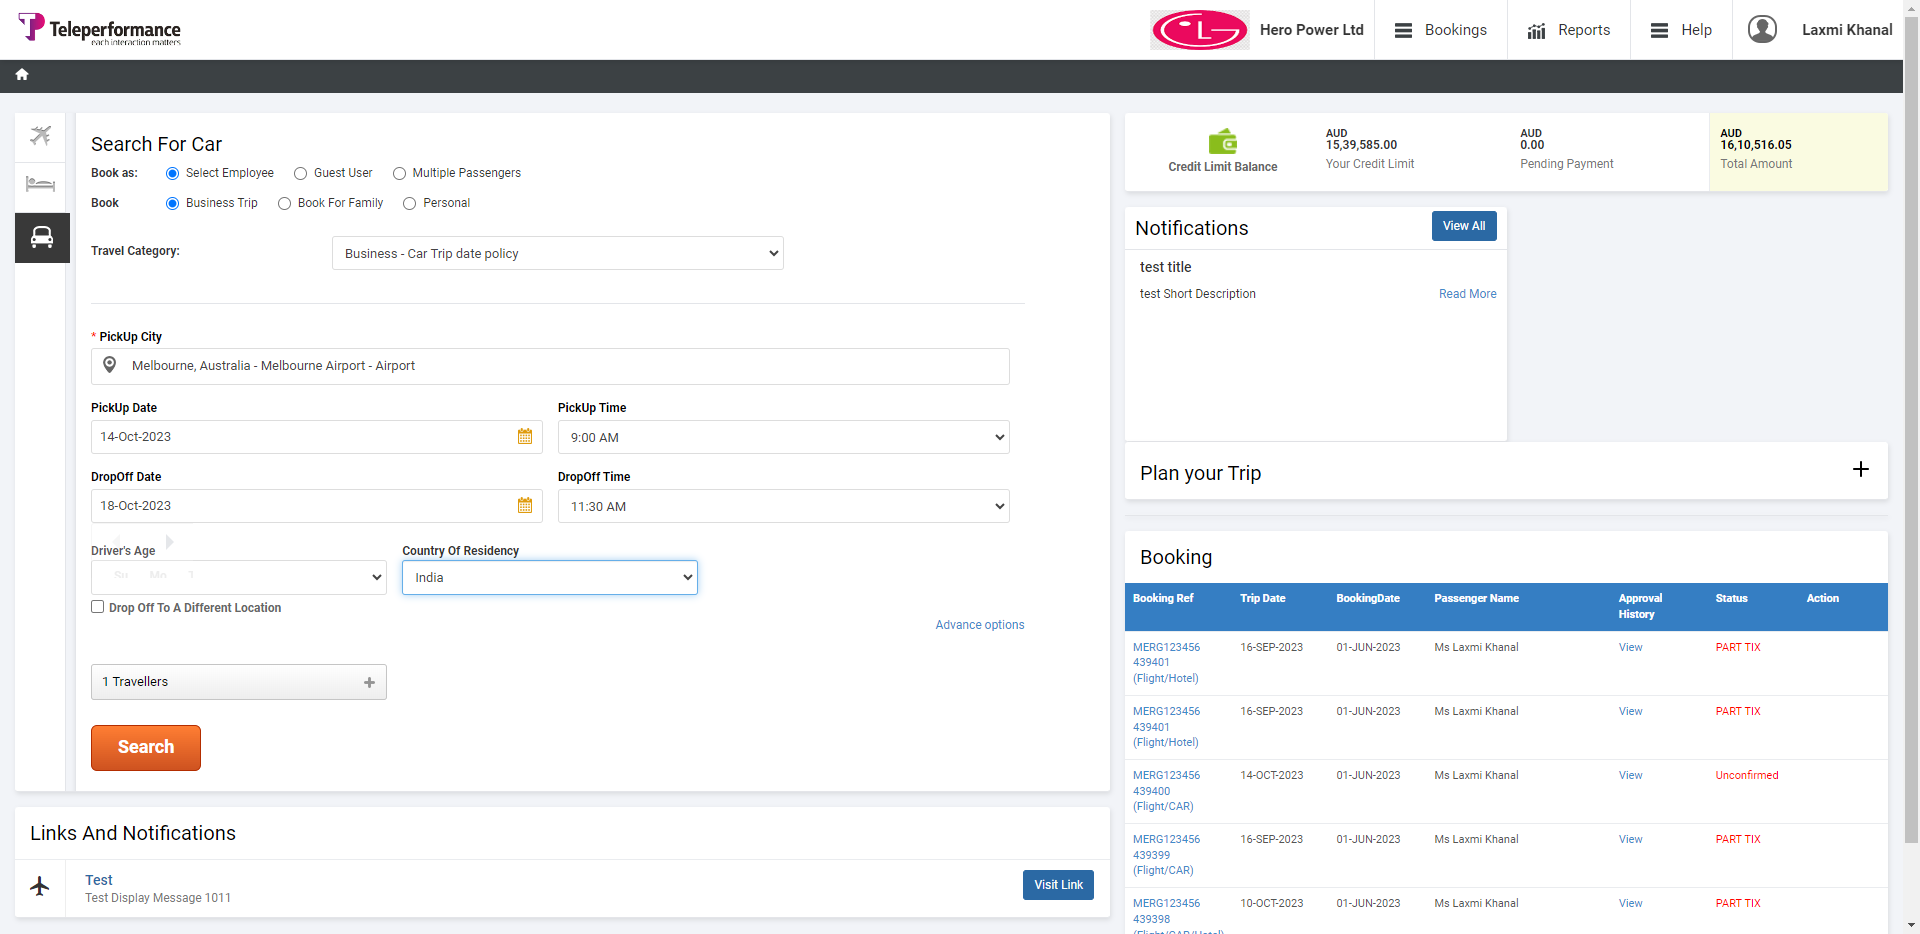 Teleperformance
each interaction matters
LG
Hero Power Ltd
Bookings
Reports
Help
Laxmi Khanal
Search For Car
Book as:
Select Employee
Guest User
Multiple Passengers
Book
Business Trip
Book For Family
Personal
Travel Category:
Business - Car Trip date policy
* PickUp City
Melbourne, Australia - Melbourne Airport - Airport
PickUp Date
PickUp Time
14-Oct-2023
9:00 AM
DropOff Date
DropOff Time
18-Oct-2023
11:30 AM
Driver's Age
Country Of Residency
Su Mo 1
India
Drop Off To A Different Location
Advance options
1 Travellers
Search
Links And Notifications
Test
Test Display Message 1011
Visit Link
Credit Limit Balance
AUD
15,39,585.00
Your Credit Limit
AUD
0.00
Pending Payment
AUD
16,10,516.05
Total Amount
Notifications
View All
test title
test Short Description
Read More
Plan your Trip
Booking
Booking Ref Trip Date BookingDate Passenger Name Approval History Status Action
MERG123456 16-SEP-2023 01-JUN-2023 Ms Laxmi Khanal View PART TIX
439401
(Flight/Hotel)
MERG123456 16-SEP-2023 01-JUN-2023 Ms Laxmi Khanal View PART TIX
439401
(Flight/Hotel)
MERG123456 14-OCT-2023 01-JUN-2023 Ms Laxmi Khanal View Unconfirmed
439400
(Flight/CAR)
MERG123456 16-SEP-2023 01-JUN-2023 Ms Laxmi Khanal View PART TIX
439399
(Flight/CAR)
MERG123456 10-OCT-2023 01-JUN-2023 Ms Laxmi Khanal View PART TIX
439398
(Flight/CAR/Hotel)